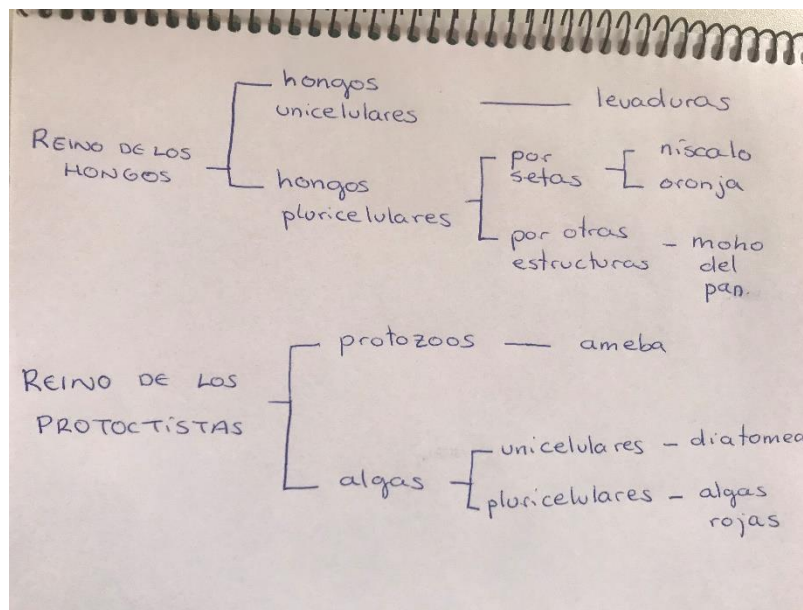 hongos
unicelulares — levaduras
REINO DE LOS
HONGOS
hongos
pluricelulares
por
setas
níscalo
oronja
por otras
estructuras - moho
del
pan.
protozoos — ameba
REINO DE LOS
PROTOCTISTAS
algas
unicelulares - diatomea
pluricelulares - algas
rojas